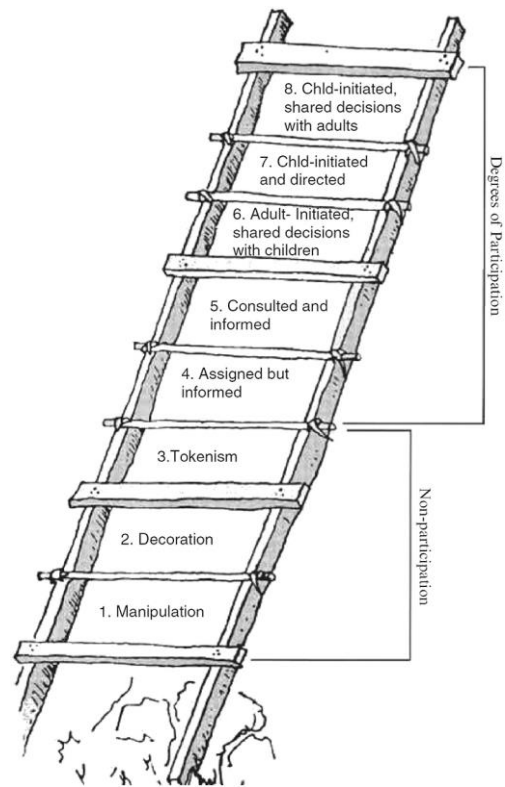 8. Chld-initiated,
shared decisions
with adults
7. Chld-initiated
and directed
6. Adult- Initiated,
shared decisions
with children
5. Consulted and
informed
4. Assigned but
informed
3.Tokenism
2. Decoration
1. Manipulation
Degrees of Participation
Non-participation